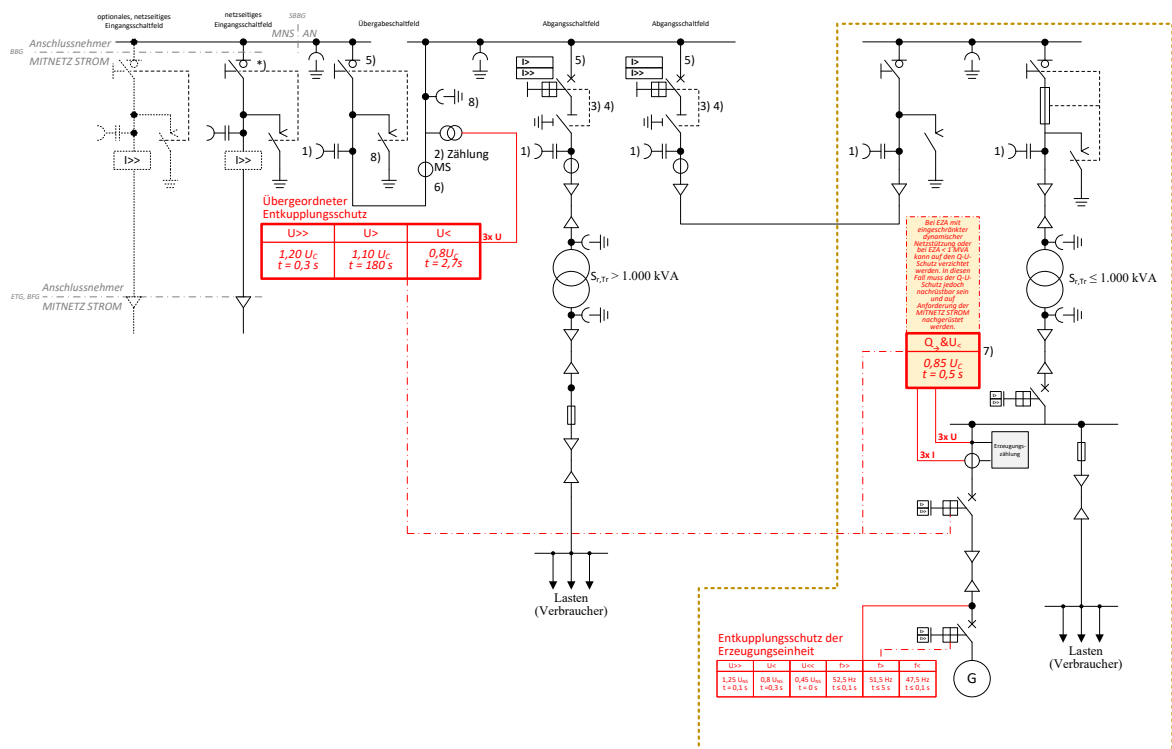 optionales, netzseitiges
Eingangsschaltfeld
netzseitiges
Eingangsschaltfeld
SBBG
MNS
AN
Übergabeschaltfeld
Abgangsschaltfeld
Abgangsschaltfeld
BBG
Anschlussnehmer
MITNETZ STROM
*)
5)
8)
8)
1)
2) Zählung
MS
6)
I>
I>>
5)
3) 4)
1)
I>
I>>
5)
3) 4)
1)
1)
1)
I>>
I>>
Übergeordneter
Entkupplungsschutz
U>>
U>
U<
1,20 UC
t = 0,3 s
1,10 UC
t = 180 s
0,8UC
t = 2,7s
3x U
ETG, BFG
Anschlussnehmer
MITNETZ STROM
Sr,Tr > 1.000 kVA
Sr,Tr ≤ 1.000 kVA
Bei EZA mit
eingeschränkter
dynamischer
Netzstützung oder
bei EZA < 1 MVA
kann auf den Q-U-
Schutz verzichtet
werden. In diesen
Fall muss der Q-U-
Schutz jedoch
nachrüstbar sein
und auf
Anforderung der
MITNETZ STROM
nachgerüstet
werden.
Q→&U<
7)
0,85 UC
t = 0,5 s
I>
I>>
3x U
3x I
Erzeugungs-
zählung
I>
I>>
Lasten
(Verbraucher)
Entkupplungsschutz der
Erzeugungseinheit
U>>
U<
U<<
f>>
f>
f<
1,25 UNS
t = 0,1 s
0,8 UNS
t =0,3 s
0,45 UNS
t = 0 s
52,5 Hz
t ≤ 0,1 s
51,5 Hz
t ≤ 5 s
47,5 Hz
t ≤ 0,1 s
I>
I>>
G
Lasten
(Verbraucher)